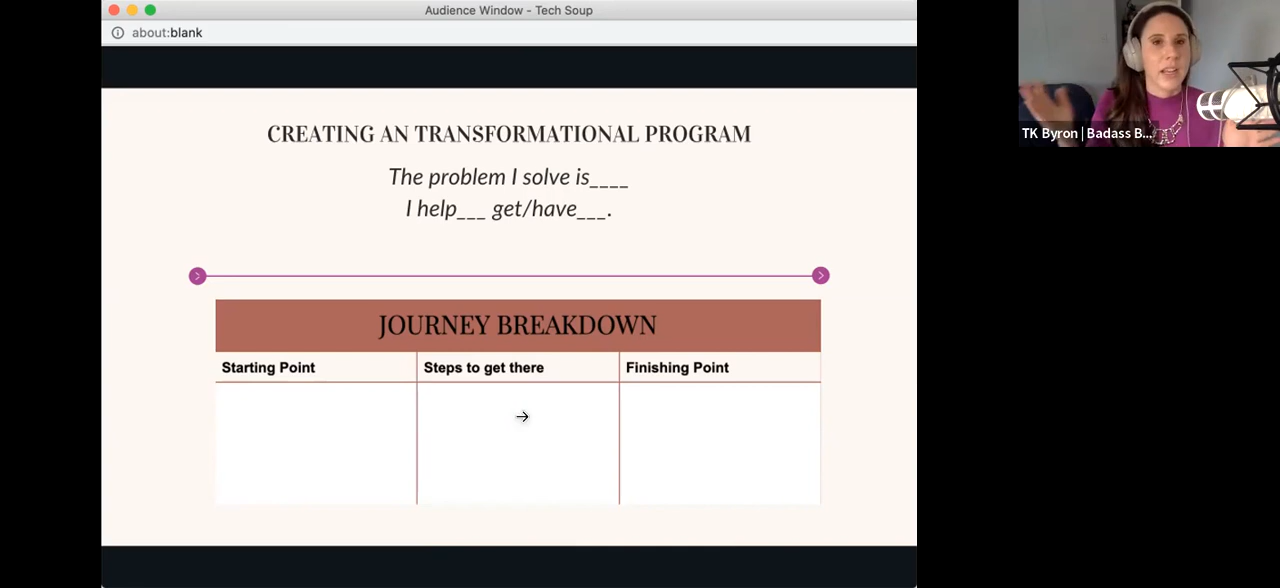 Audience Window - Tech Soup
about:blank
CREATING AN TRANSFORMATIONAL PROGRAM
The problem I solve is____
I help___ get/have___.
TK Byron | Badass B...
JOURNEY BREAKDOWN
Starting Point
Steps to get there
Finishing Point